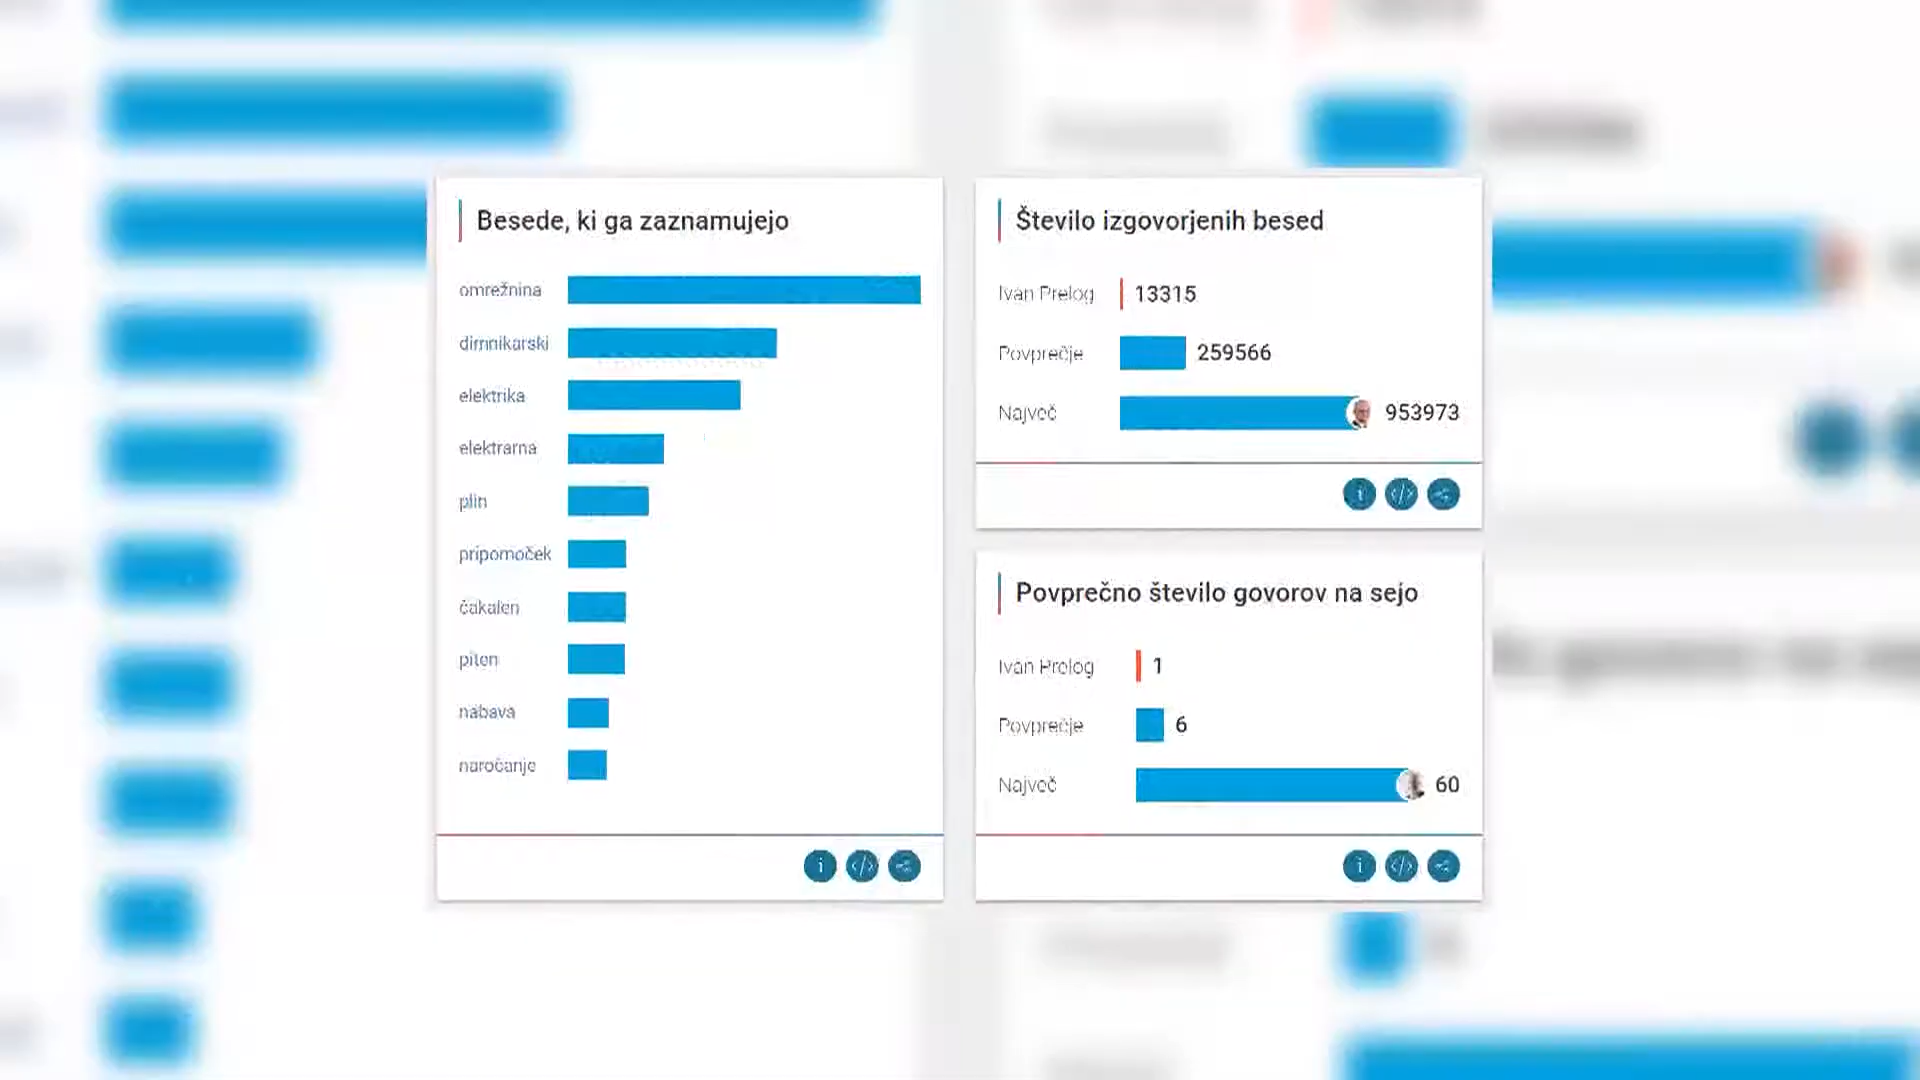 Besede, ki ga zaznamujejo
omrežnina
dimnikarski
elektrika
elektrarna
plin
pripomoček
čakalen
piten
nabava
naročanje
Število izgovorjenih besed
Ivan Prelog 13315
Povprečje 259566
Največ 953973
Povprečno število govorov na sejo
Ivan Prelog 1
Povprečje 6
Največ 60